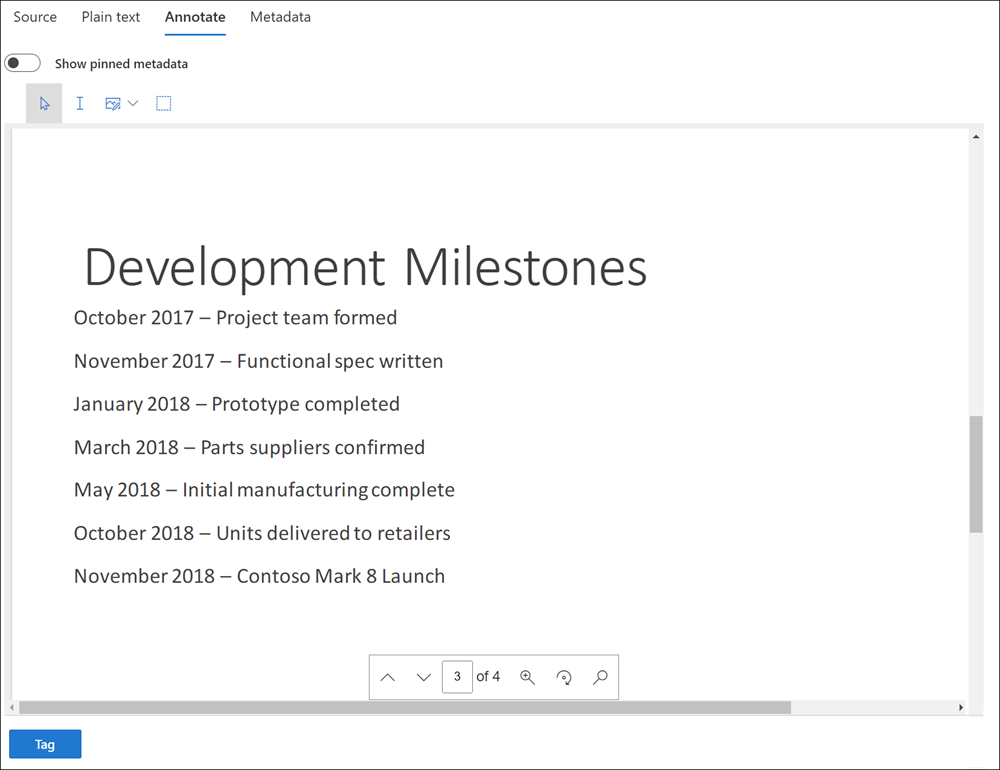 Source Plain text Annotate Metadata
Show pinned metadata
Development Milestones
October 2017 – Project team formed
November 2017 – Functional spec written
January 2018 – Prototype completed
March 2018 – Parts suppliers confirmed
May 2018 – Initial manufacturing complete
October 2018 – Units delivered to retailers
November 2018 – Contoso Mark 8 Launch
3 of 4
Tag